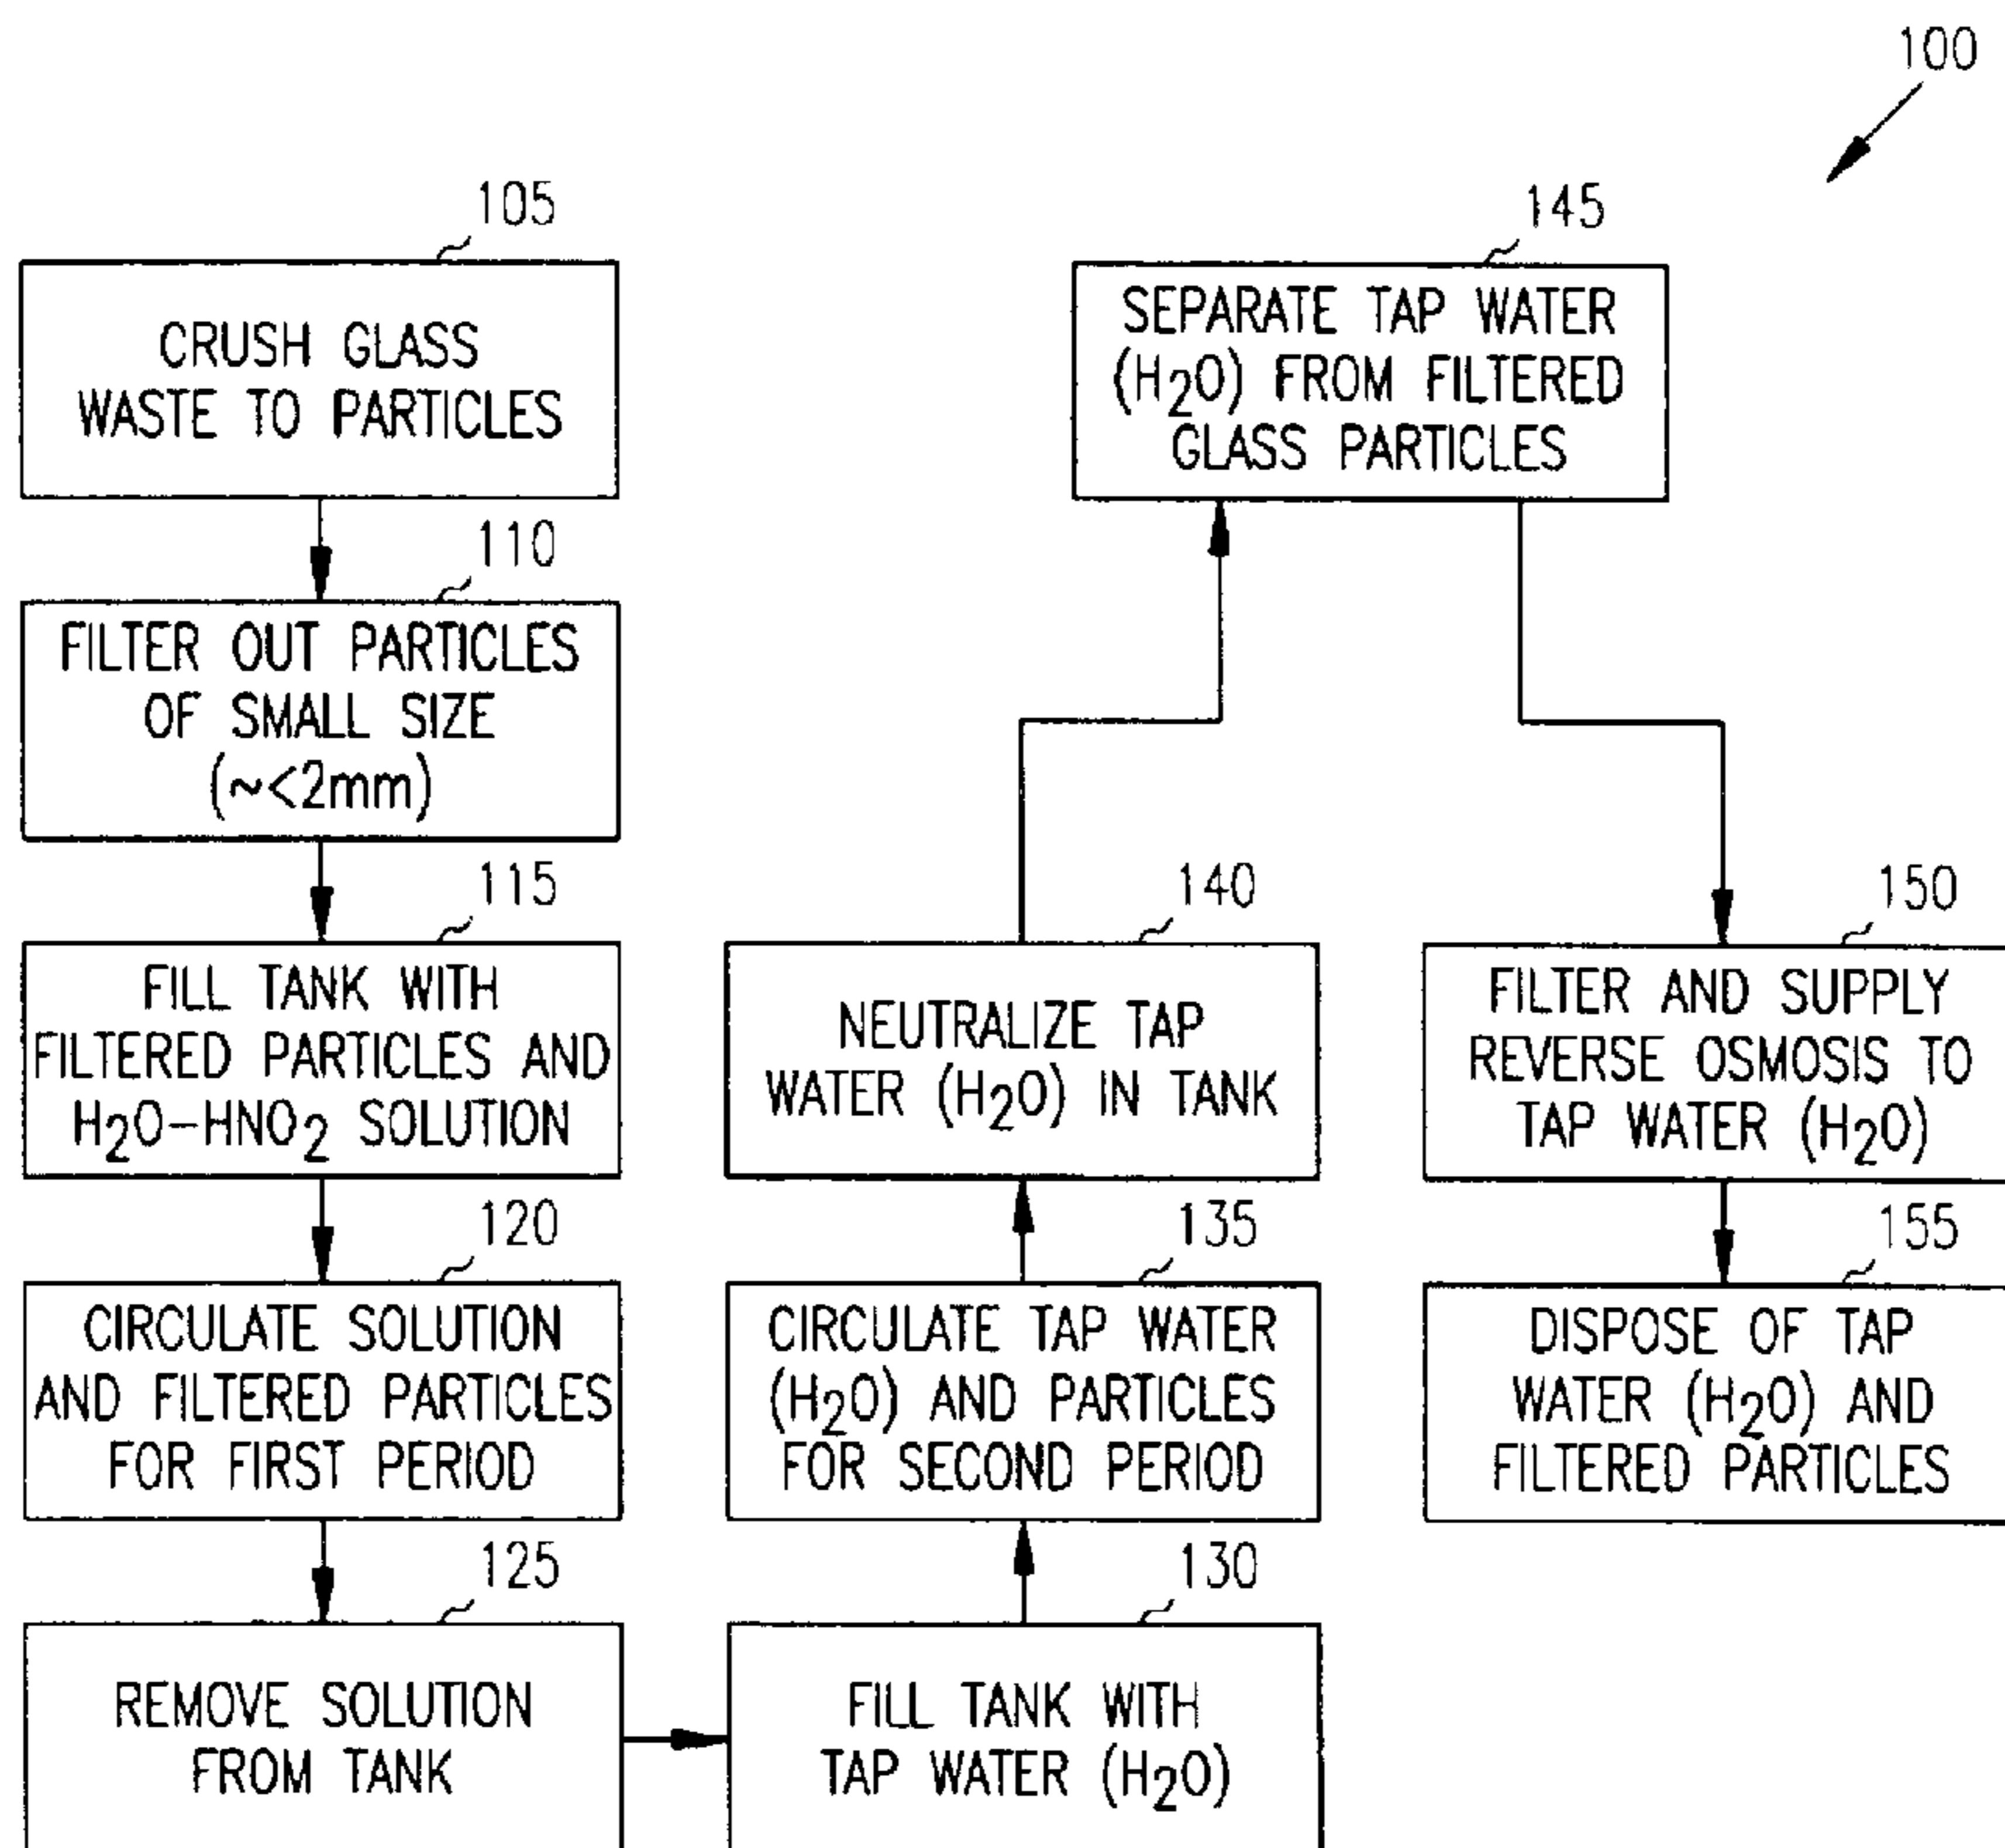 100
105
CRUSH GLASS
WASTE TO PARTICLES
110
FILTER OUT PARTICLES
OF SMALL SIZE
(~<2mm)
115
FILL TANK WITH
FILTERED PARTICLES AND
H2O-HNO2 SOLUTION
120
CIRCULATE SOLUTION
AND FILTERED PARTICLES
FOR FIRST PERIOD
125
REMOVE SOLUTION
FROM TANK
130
FILL TANK WITH
TAP WATER (H2O)
135
CIRCULATE TAP WATER
(H2O) AND PARTICLES
FOR SECOND PERIOD
140
NEUTRALIZE TAP
WATER (H2O) IN TANK
145
SEPARATE TAP WATER
(H2O) FROM FILTERED
GLASS PARTICLES
150
FILTER AND SUPPLY
REVERSE OSMOSIS TO
TAP WATER (H2O)
155
DISPOSE OF TAP
WATER (H2O) AND
FILTERED PARTICLES